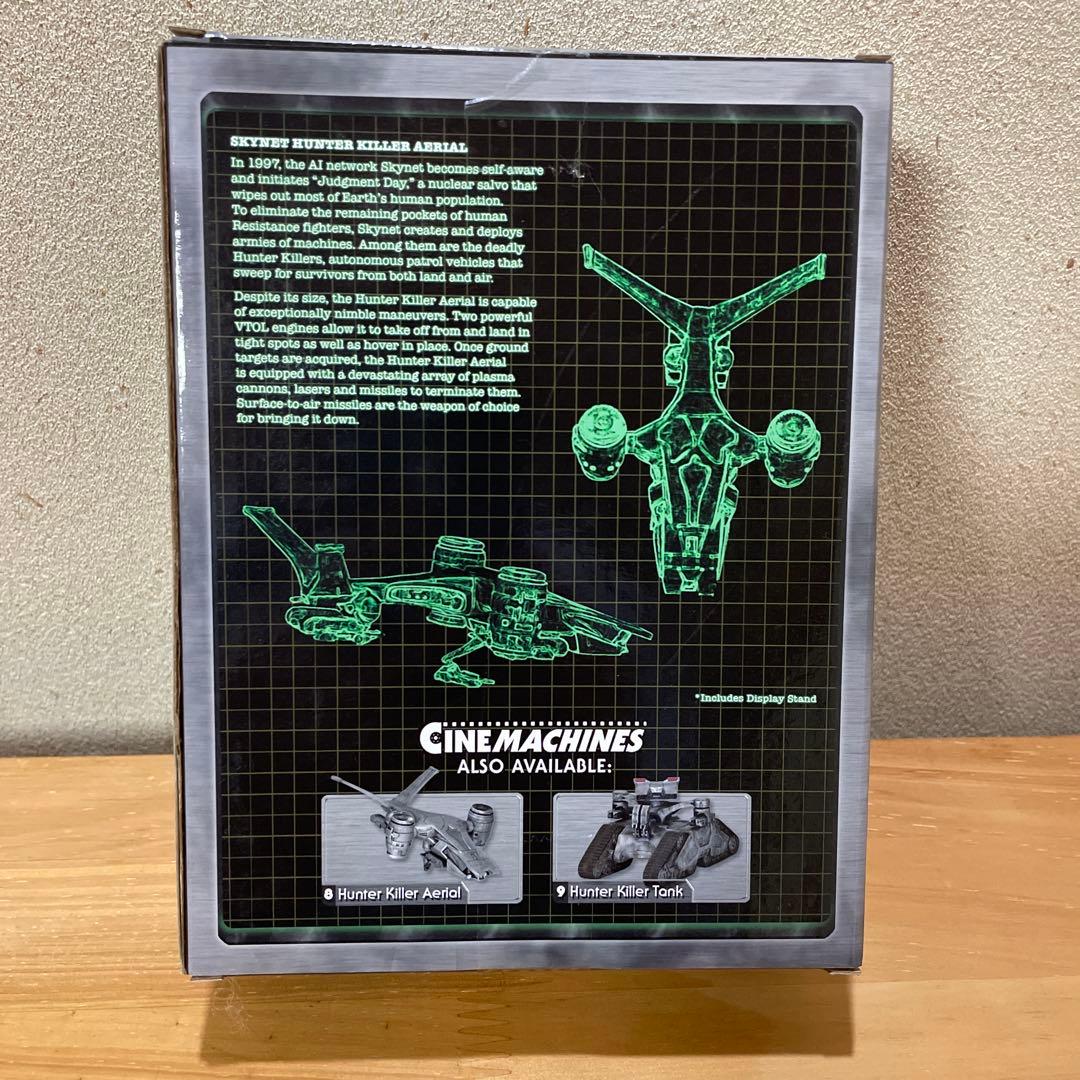 SKYNET HUNTER KILLER AERIAL
In 1997, the AI network Skynet becomes self-aware
and initiates “Judgment Day,” a nuclear salvo that
wipes out most of Earth's human population.
To eliminate the remaining pockets of human
Resistance fighters, Skynet creates and deploys
armies of machines. Among them are the deadly
Hunter Killers, autonomous patrol vehicles that
sweep for survivors from both land and air.
Despite its size, the Hunter Killer Aerial is capable
of exceptionally nimble maneuvers. Two powerful
VTOL engines allow it to take off from and land in
tight spots as well as hover in place. Once ground
targets are acquired, the Hunter Killer Aerial
is equipped with a devastating array of plasma
cannons, lasers and missiles to terminate them.
Surface-to-air missiles are the weapon of choice
for bringing it down.
*Includes Display Stand
CINEMACHINES
ALSO AVAILABLE:
8 Hunter Killer Aerial
9 Hunter Killer Tank